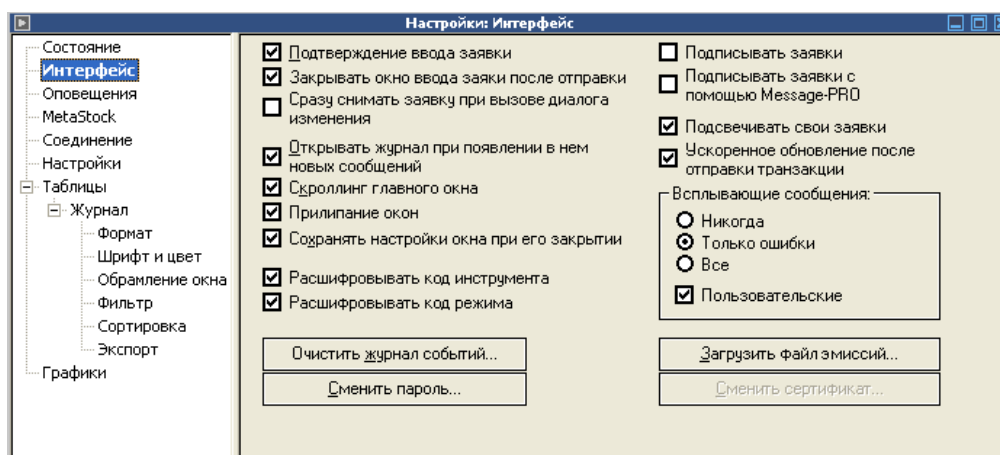 Настройки: Интерфейс
Состояние
Интерфейс
Оповещения
MetaStock
Соединение
Настройки
Таблицы
Журнал
Формат
Шрифт и цвет
Обрамление окна
Фильтр
Сортировка
Экспорт
Графики
Подтверждение ввода заявки
Закрывать окно ввода заяки после отправки
Сразу снимать заявку при вызове диалога
изменения
Открывать журнал при появлении в нем
новых сообщений
Скроллинг главного окна
Прилипание окон
Сохранять настройки окна при его закрытии
Расшифровывать код инструмента
Расшифровывать код режима
Очистить журнал событий...
Сменить пароль...
Подписывать заявки
Подписывать заявки с
помощью Message-PRO
Подсвечивать свои заявки
Ускоренное обновление после
отправки транзакции
Всплывающие сообщения:
Никогда
Только ошибки
Все
Пользовательские
Загрузить файл эмиссий...
Сменить сертификат...